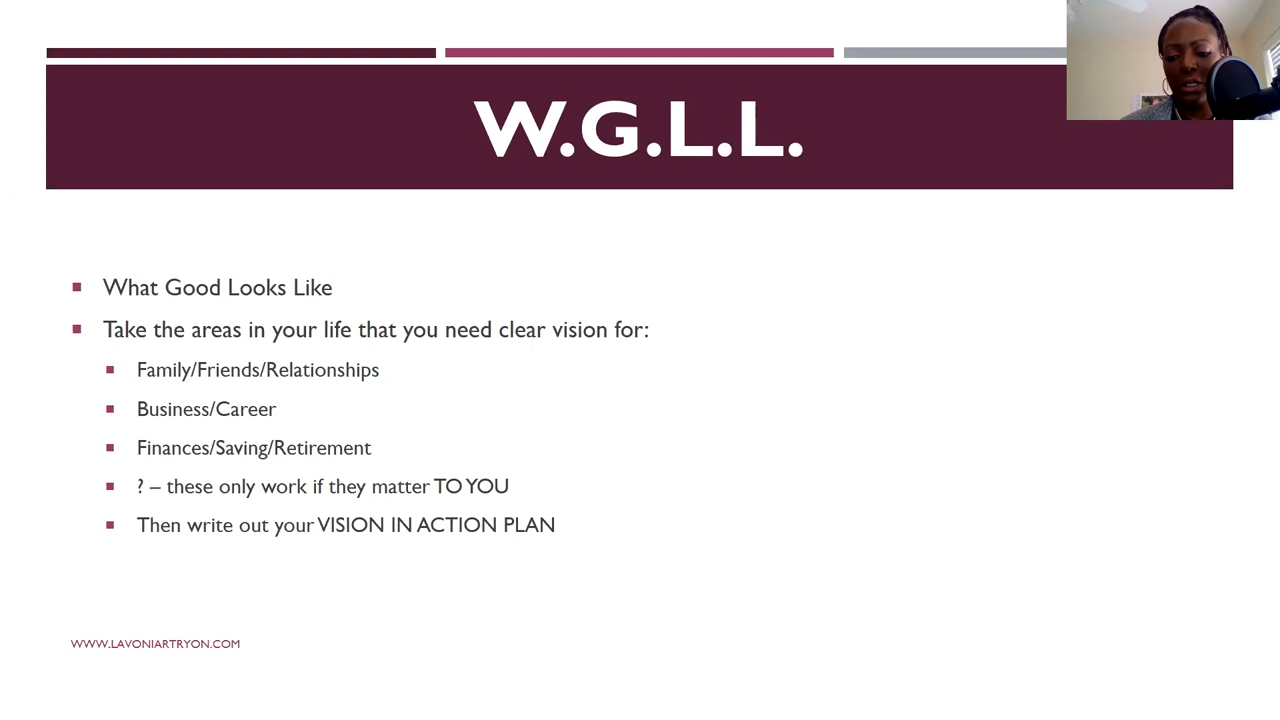 W.G.L.L.
What Good Looks Like
Take the areas in your life that you need clear vision for:
Family/Friends/Relationships
Business/Career
Finances/Saving/Retirement
? – these only work if they matter TO YOU
Then write out your VISION IN ACTION PLAN
WWW.LAVONIARTRYON.COM